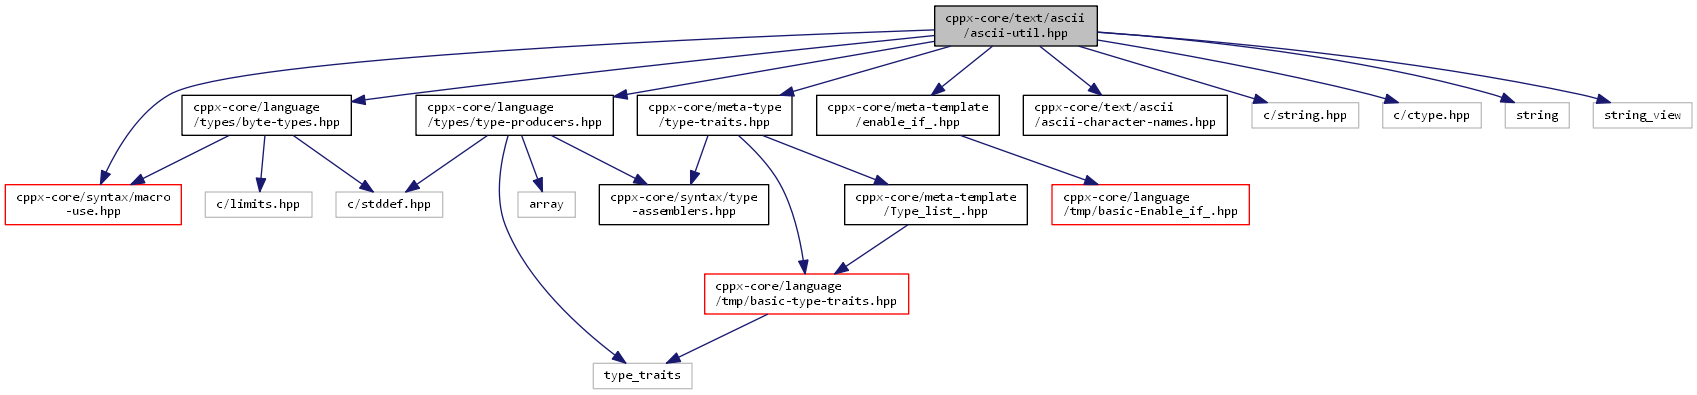 cppx-core/text/ascii
/ascii-util.hpp
cppx-core/language
/types/byte-types.hpp
cppx-core/language
/types/type-producers.hpp
cppx-core/meta-type
/type-traits.hpp
cppx-core/meta-template
/enable_if_.hpp
cppx-core/text/ascii
/ascii-character-names.hpp
c/string.hpp
c/ctype.hpp
string
string_view
cppx-core/syntax/macro
-use.hpp
c/limits.hpp
c/stddef.hpp
array
cppx-core/syntax/type
-assemblers.hpp
cppx-core/meta-template
/Type_list_.hpp
cppx-core/language
/tmp/basic-Enable_if_.hpp
cppx-core/language
/tmp/basic-type-traits.hpp
type_traits